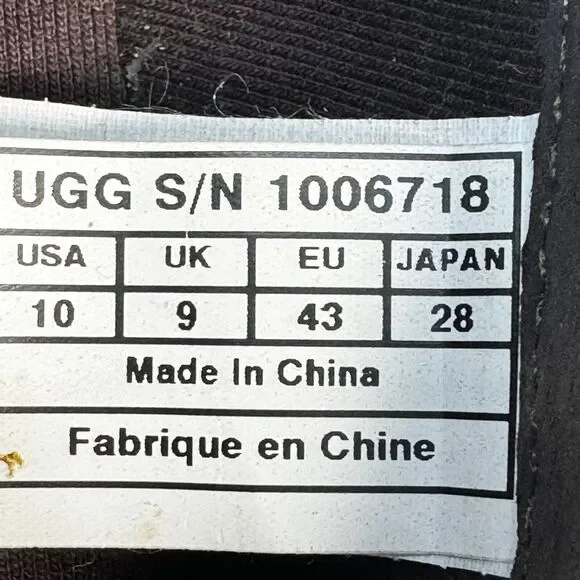 UGG S/N 1006718
USA UK EU JAPAN
10 9 43 28
Made In China
Fabrique en Chine